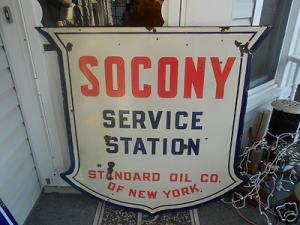 SOCONY
SERVICE
STATION
STANDARD OIL CO.
OF NEW YORK.